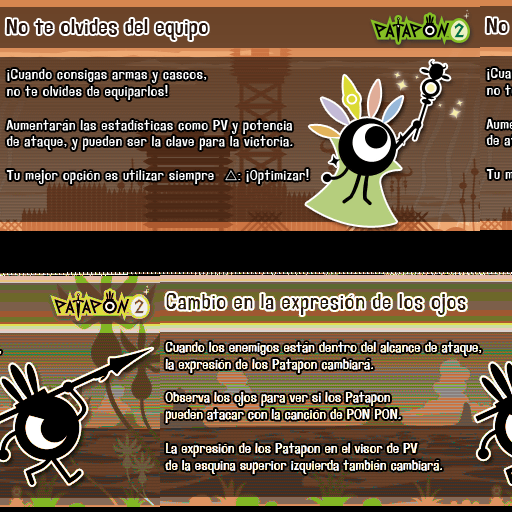 No te olvides del equipo
PATAPON 2
No
¡Cuando consigas armas y cascos,
no te olvides de equiparlos!
Aumentarán las estadísticas como PV y potencia
de ataque, y pueden ser la clave para la victoria.
Tu mejor opción es utilizar siempre △: ¡Optimizar!
¡Cua
no t
Aume
de a
Tu m
PATAPON 2
Cambio en la expresión de los ojos
Cuando los enemigos están dentro del alcance de ataque,
la expresión de los Patapon cambiará.
Observa los ojos para ver si los Patapon
pueden atacar con la canción de PON PON.
La expresión de los Patapon en el visor de PV
de la esquina superior izquierda también cambiará.